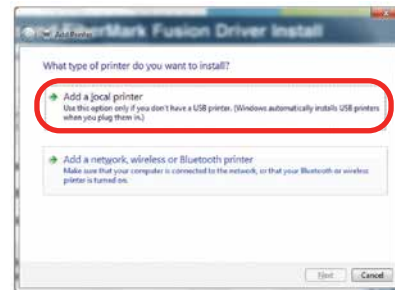 Mark Fusion Driver Install
Add Printer
What type of printer do you want to install?
Add a local printer
Use this option only if you don't have a USB printer. (Windows automatically installs USB printers
when you plug them in.)
Add a network, wireless or Bluetooth printer
Make sure that your computer is connected to the network, or that your Bluetooth or wireless
printer is turned on.
Next
Cancel